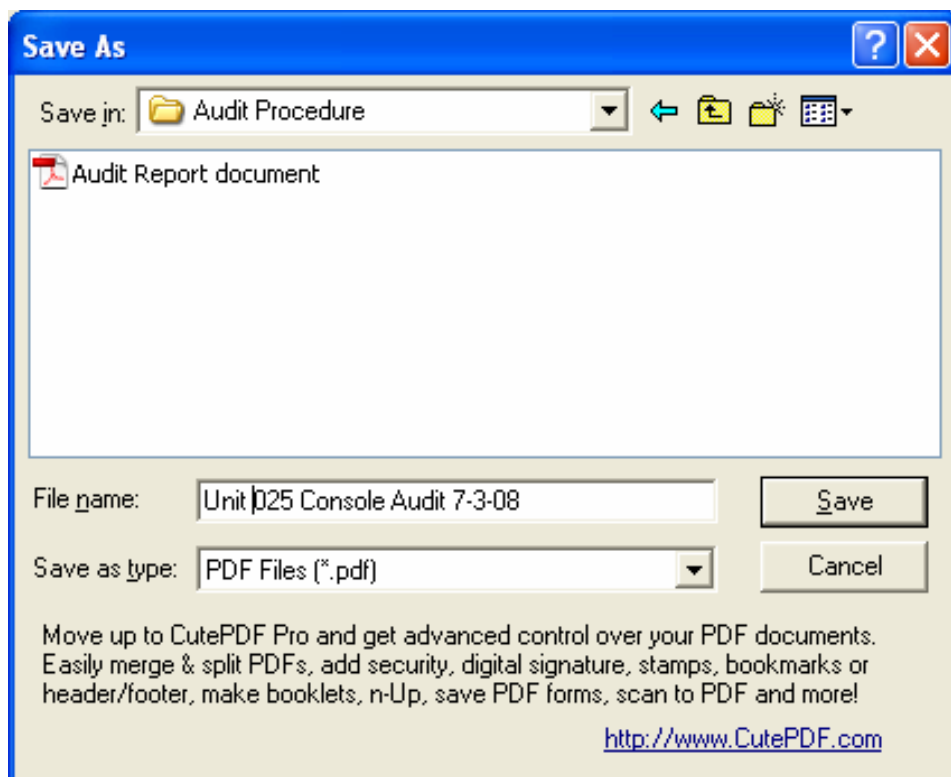 Save As
Save in: Audit Procedure
Audit Report document
File name: Unit 025 Console Audit 7-3-08 Save
Save as type: PDF Files (*.pdf) Cancel
Move up to CutePDF Pro and get advanced control over your PDF documents.
Easily merge & split PDFs, add security, digital signature, stamps, bookmarks or
header/footer, make booklets, n-Up, save PDF forms, scan to PDF and more!
http://www.CutePDF.com